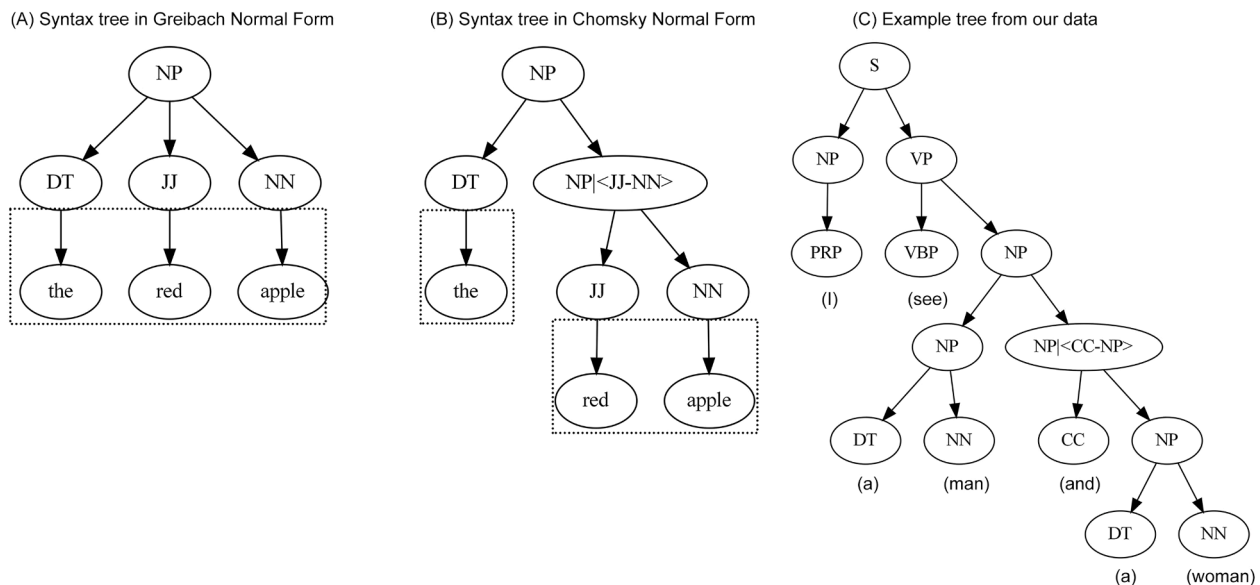 (A) Syntax tree in Greibach Normal Form
NP
DT JJ NN
the red apple
(B) Syntax tree in Chomsky Normal Form
NP
DT NP|<JJ-NN>
the JJ NN
red apple
(C) Example tree from our data
S
NP VP
PRP VBP NP
(I) (see)
NP NP|<CC-NP>
DT NN CC NP
(a) (man) (and)
DT NN
(a) (woman)